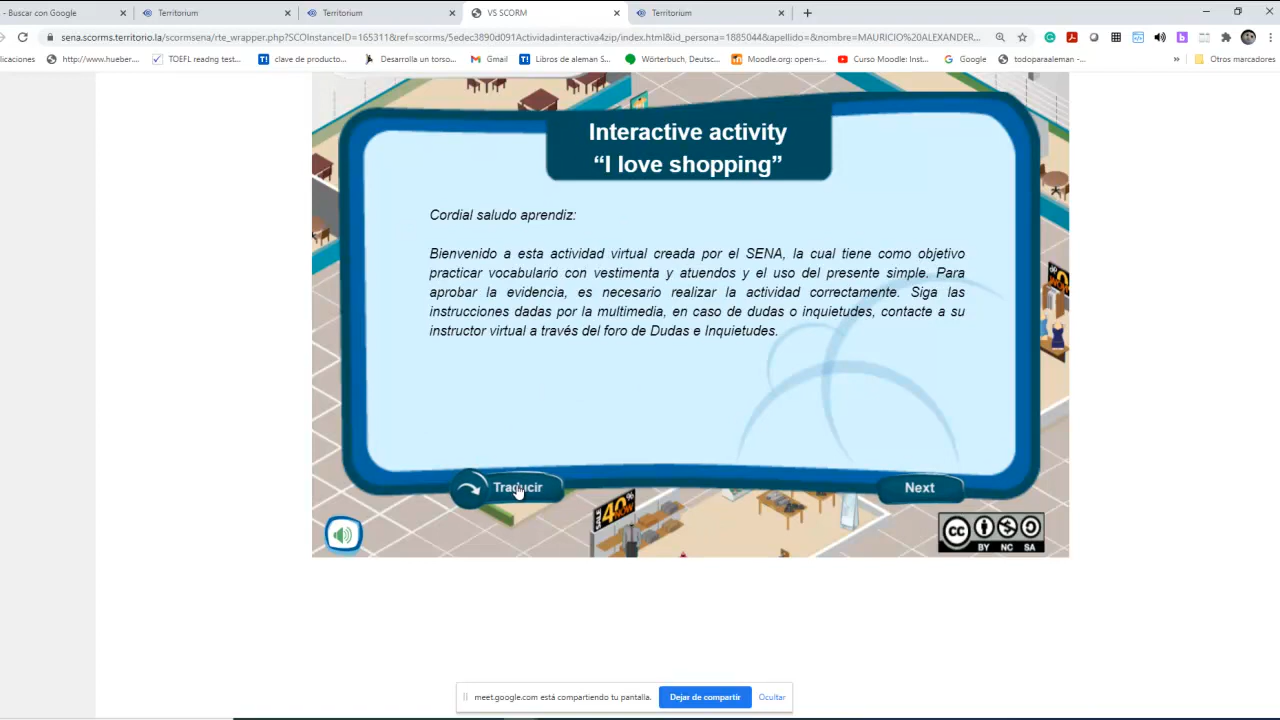 - Buscar con Google
Territorium
Territorium
VS SCORM
Territorium
sena.scorms.territorio.la/scormsena/rte_wrapper.php?SCOInstanceID=165311&ref=scorms/5edec3890d091Actividadinteractiva4zip/index.html&id_persona=1885044&apellido=&nombre=MAURICIO%20ALEXANDER...
licaciones
http://www.hueber...
TOEFL readng test...
clave de producto...
Desarrolla un torso...
Gmail
Libros de aleman S...
Wörterbuch, Deutsc...
Moodle.org: open-s...
Curso Moodle: Inst...
Google
todoparaaleman -...
Otros marcadores
Interactive activity
“I love shopping”
Cordial saludo aprendiz:
Bienvenido a esta actividad virtual creada por el SENA, la cual tiene como objetivo
practicar vocabulario con vestimenta y atuendos y el uso del presente simple. Para
aprobar la evidencia, es necesario realizar la actividad correctamente. Siga las
instrucciones dadas por la multimedia, en caso de dudas o inquietudes, contacte a su
instructor virtual a través del foro de Dudas e Inquietudes.
Traducir
Next
SALE 40 NOW
CC BY NC SA
meet.google.com está compartiendo tu pantalla.
Dejar de compartir
Ocultar